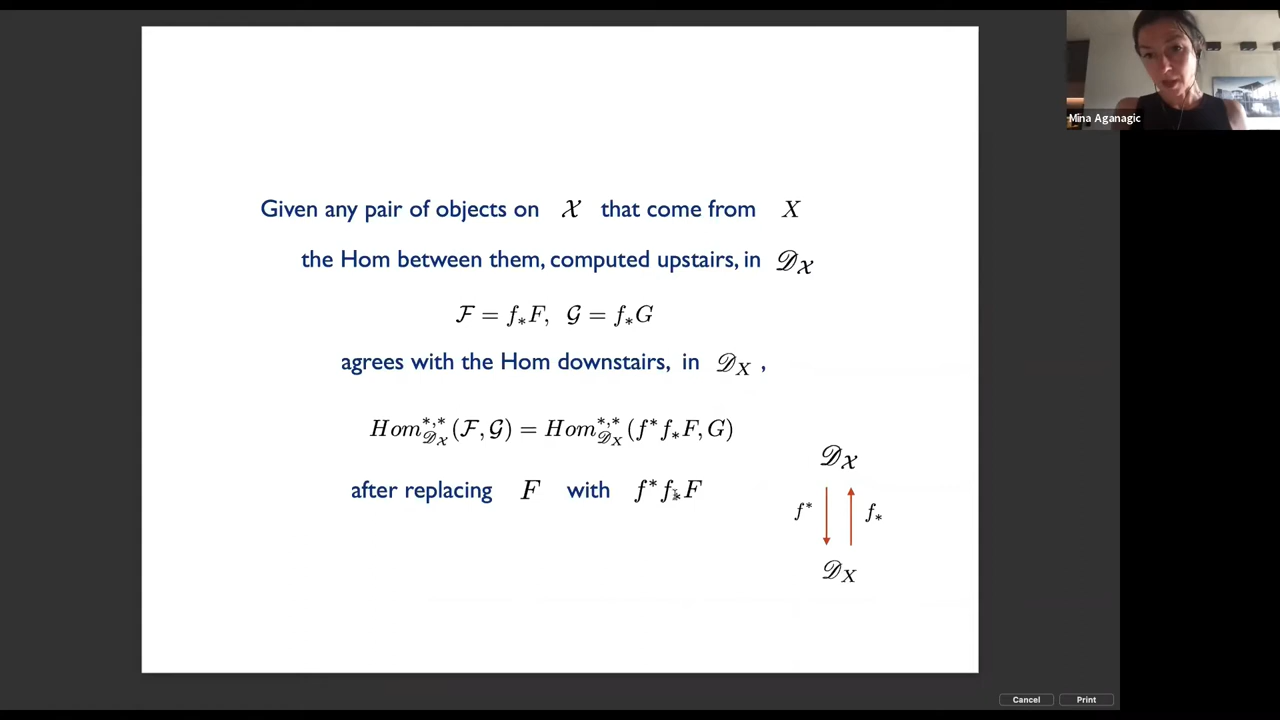 Mina Aganagic
Given any pair of objects on 𝒳 that come from X
the Hom between them, computed upstairs, in 𝒟_𝒳
ℱ = f_*F, 𝒢 = f_*G
agrees with the Hom downstairs, in 𝒟_X ,
Hom^{*,*}_{𝒟_𝒳}(ℱ, 𝒢) = Hom^{*,*}_{𝒟_X}(f^*f_*F, G)
after replacing F with f^*f_*F
𝒟_𝒳
f^* f_*
𝒟_X
Cancel Print